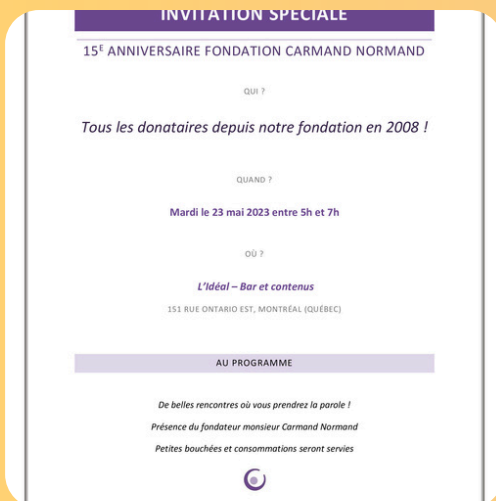 INVITATION SPÉCIALE
15E ANNIVERSAIRE FONDATION CARMAND NORMAND
QUI ?
Tous les donataires depuis notre fondation en 2008 !
QUAND ?
Mardi le 23 mai 2023 entre 5h et 7h
OÙ ?
L'Idéal – Bar et contenus
151 RUE ONTARIO EST, MONTRÉAL (QUÉBEC)
AU PROGRAMME
De belles rencontres où vous prendrez la parole !
Présence du fondateur monsieur Carmand Normand
Petites bouchées et consommations seront servies